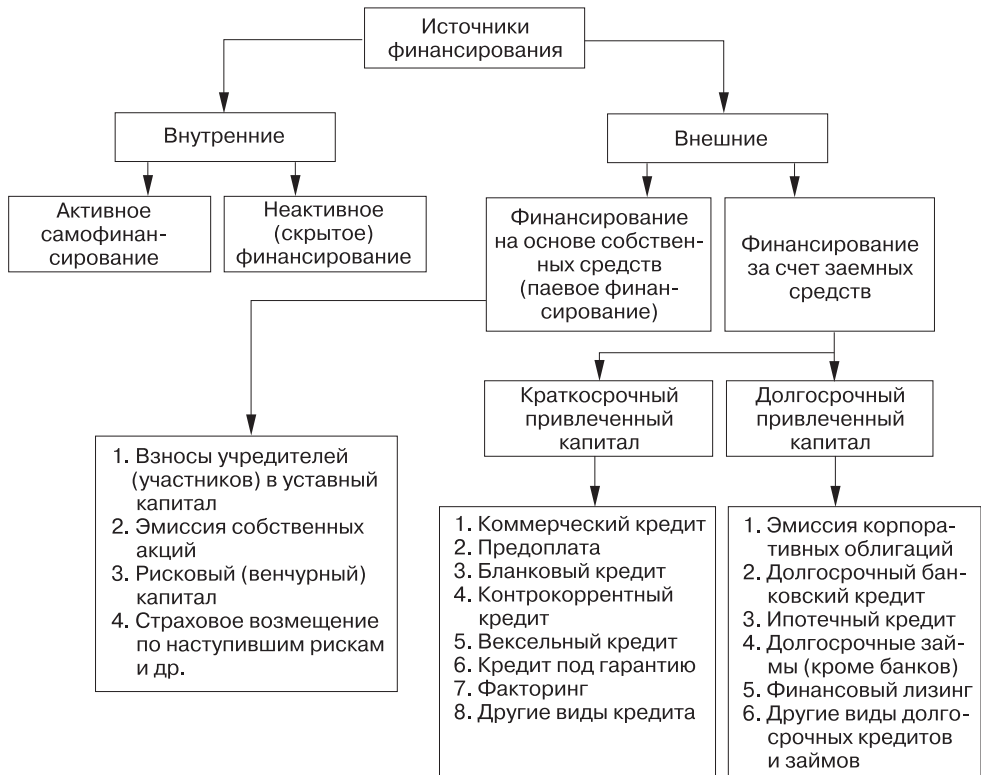 Источники
финансирования
Внутренние
Внешние
Активное
самофинан-
сирование
Неактивное
(скрытое)
финансирование
Финансирование
на основе собствен-
ных средств
(паевое финан-
сирование)
Финансирование
за счет заемных
средств
Краткосрочный
привлеченный
капитал
Долгосрочный
привлеченный
капитал
1. Взносы учредителей
(участников) в уставный
капитал
2. Эмиссия собственных
акций
3. Рисковый (венчурный)
капитал
4. Страховое возмещение
по наступившим рискам
и др.
1. Коммерческий кредит
2. Предоплата
3. Бланковый кредит
4. Контрокоррентный
кредит
5. Вексельный кредит
6. Кредит под гарантию
7. Факторинг
8. Другие виды кредита
1. Эмиссия корпора-
тивных облигаций
2. Долгосрочный бан-
ковский кредит
3. Ипотечный кредит
4. Долгосрочные зай-
мы (кроме банков)
5. Финансовый лизинг
6. Другие виды долго-
срочных кредитов
и займов